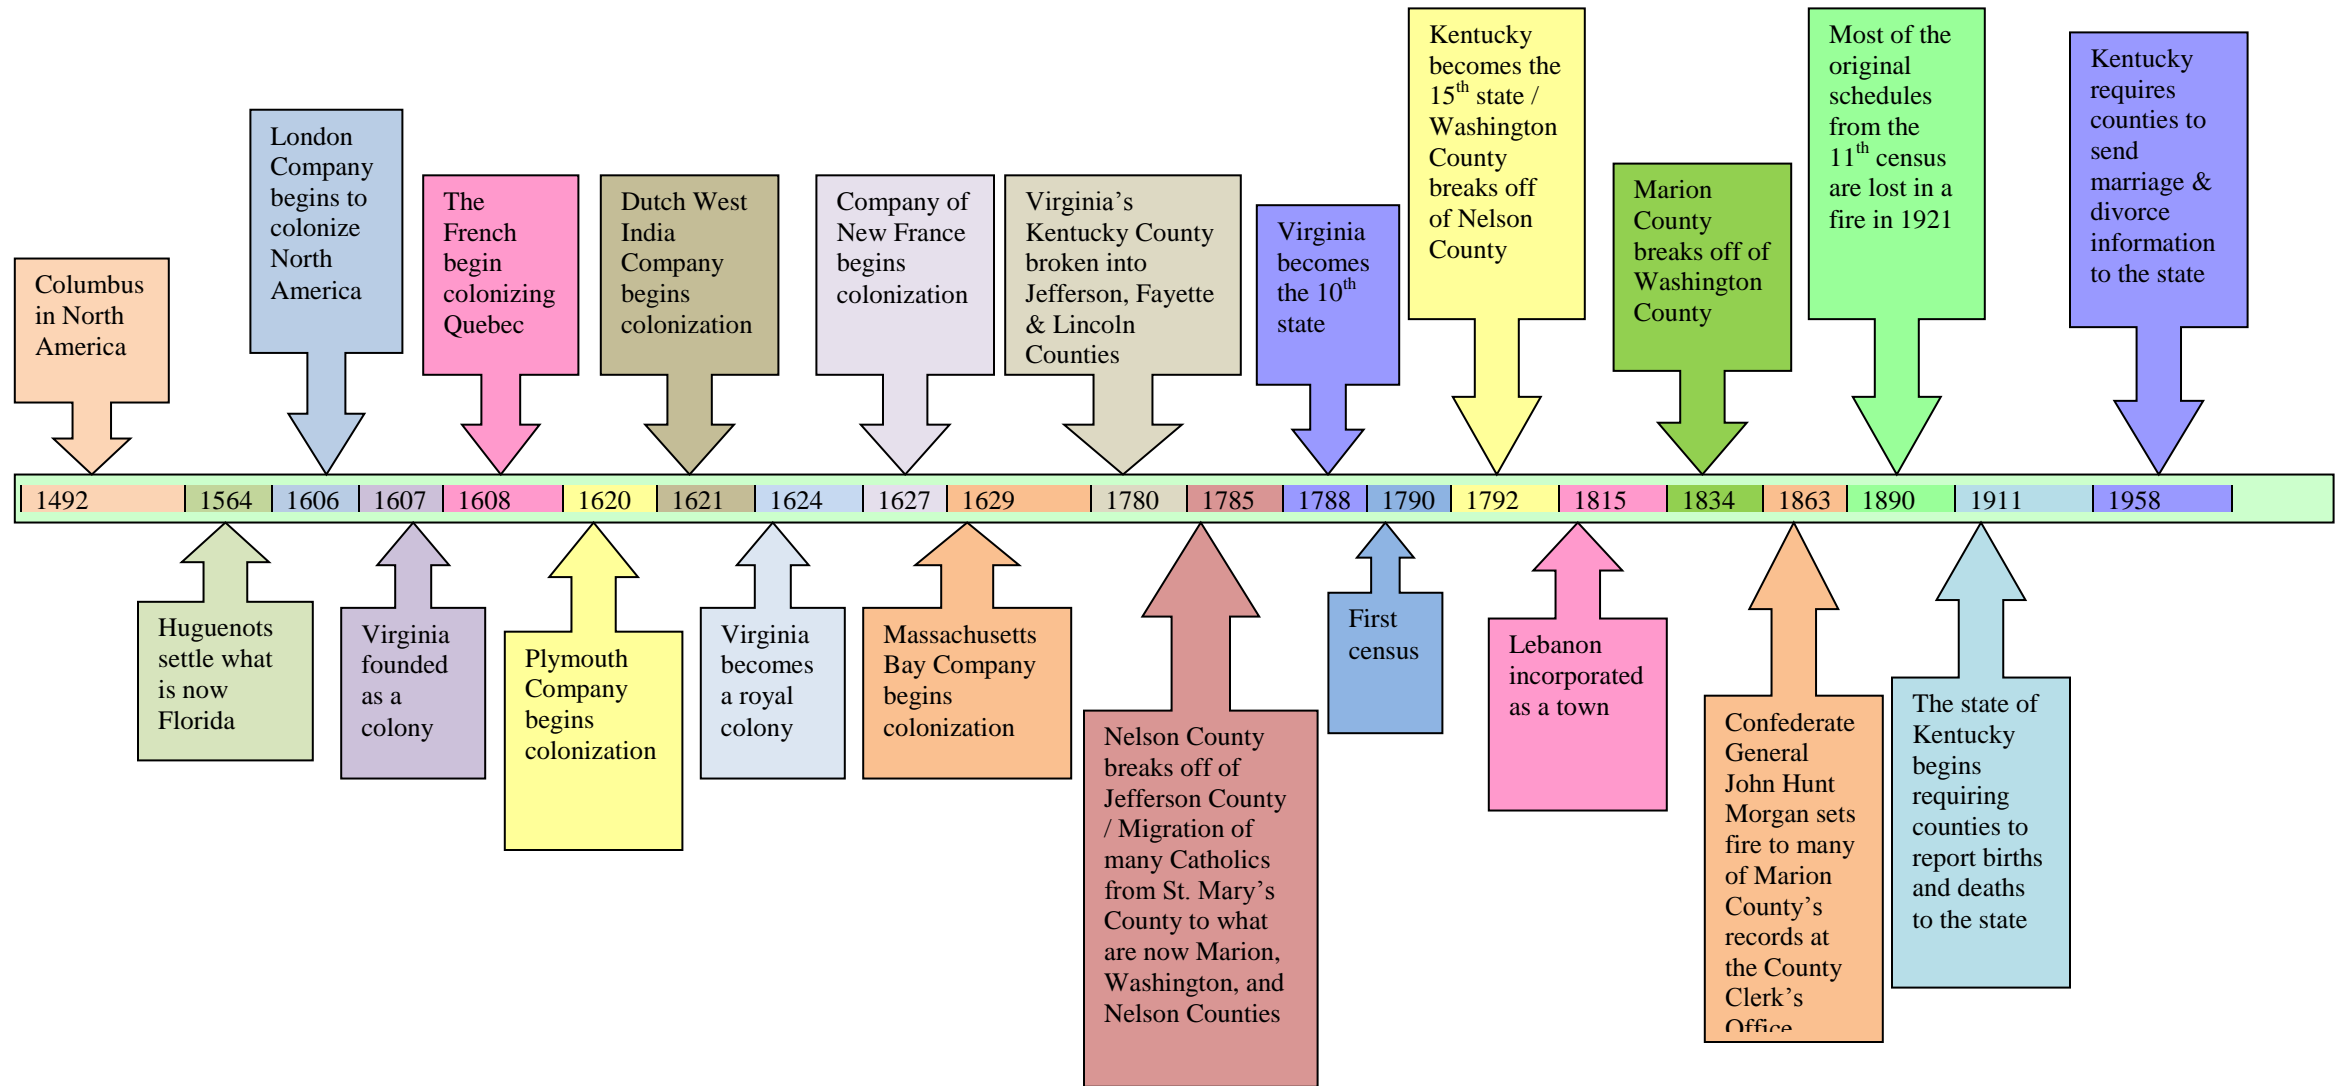 Columbus
in North
America
London
Company
begins to
colonize
North
America
The
French
begin
colonizing
Quebec
Dutch West
India
Company
begins
colonization
Company of
New France
begins
colonization
Virginia’s
Kentucky County
broken into
Jefferson, Fayette
& Lincoln
Counties
Virginia
becomes
the 10th
state
Kentucky
becomes the
15th state /
Washington
County
breaks off
of Nelson
County
Marion
County
breaks off of
Washington
County
Most of the
original
schedules
from the
11th census
are lost in a
fire in 1921
Kentucky
requires
counties to
send
marriage &
divorce
information
to the state
1492 1564 1606 1607 1608 1620 1621 1624 1627 1629 1780 1785 1788 1790 1792 1815 1834 1863 1890 1911 1958
Huguenots
settle what
is now
Florida
Virginia
founded
as a
colony
Plymouth
Company
begins
colonization
Virginia
becomes
a royal
colony
Massachusetts
Bay Company
begins
colonization
Nelson County
breaks off of
Jefferson County
/ Migration of
many Catholics
from St. Mary’s
County to what
are now Marion,
Washington, and
Nelson Counties
First
census
Lebanon
incorporated
as a town
Confederate
General
John Hunt
Morgan sets
fire to many
of Marion
County’s
records at
the County
Clerk’s
Office
The state of
Kentucky
begins
requiring
counties to
report births
and deaths
to the state